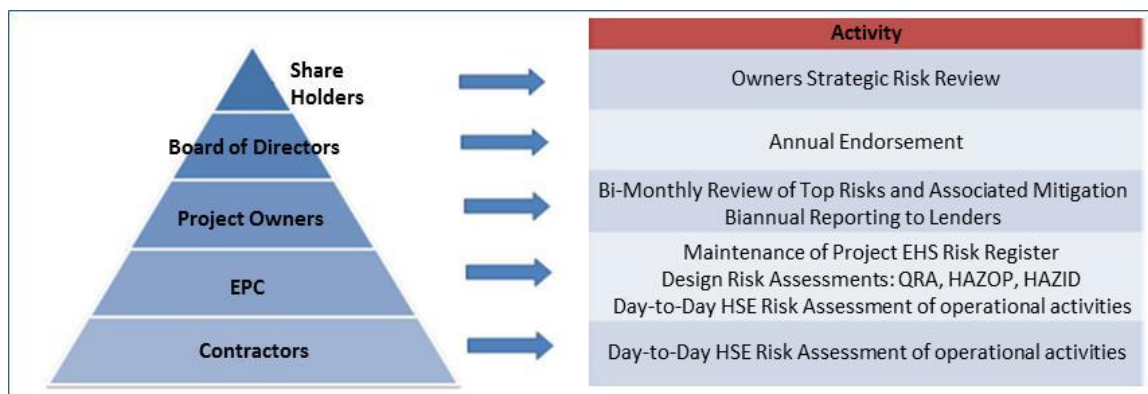 Activity
Share
Holders
Owners Strategic Risk Review
Board of Directors
Annual Endorsement
Project Owners
Bi-Monthly Review of Top Risks and Associated Mitigation
Biannual Reporting to Lenders
EPC
Maintenance of Project EHS Risk Register
Design Risk Assessments: QRA, HAZOP, HAZID
Day-to-Day HSE Risk Assessment of operational activities
Contractors
Day-to-Day HSE Risk Assessment of operational activities